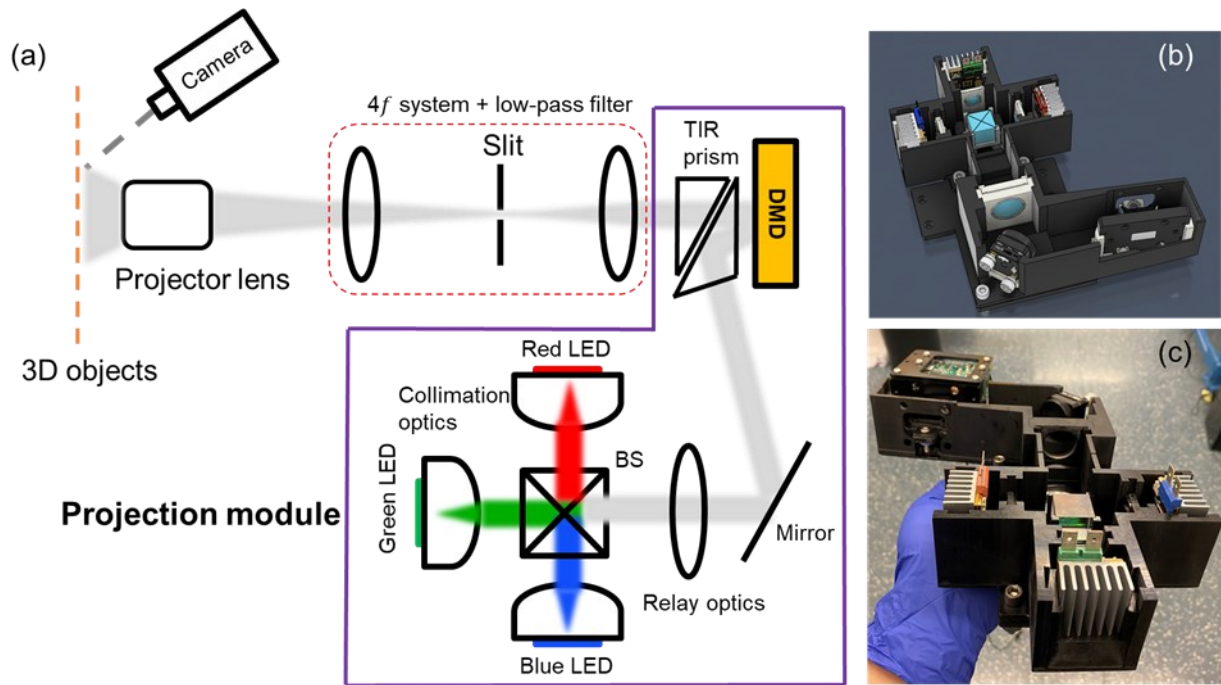 (a)
Camera
4f system + low-pass filter
Slit
TIR
prism
DMD
Projector lens
3D objects
Red LED
Collimation
optics
BS
Green LED
Projection module
Mirror
Relay optics
Blue LED
(b)
(c)